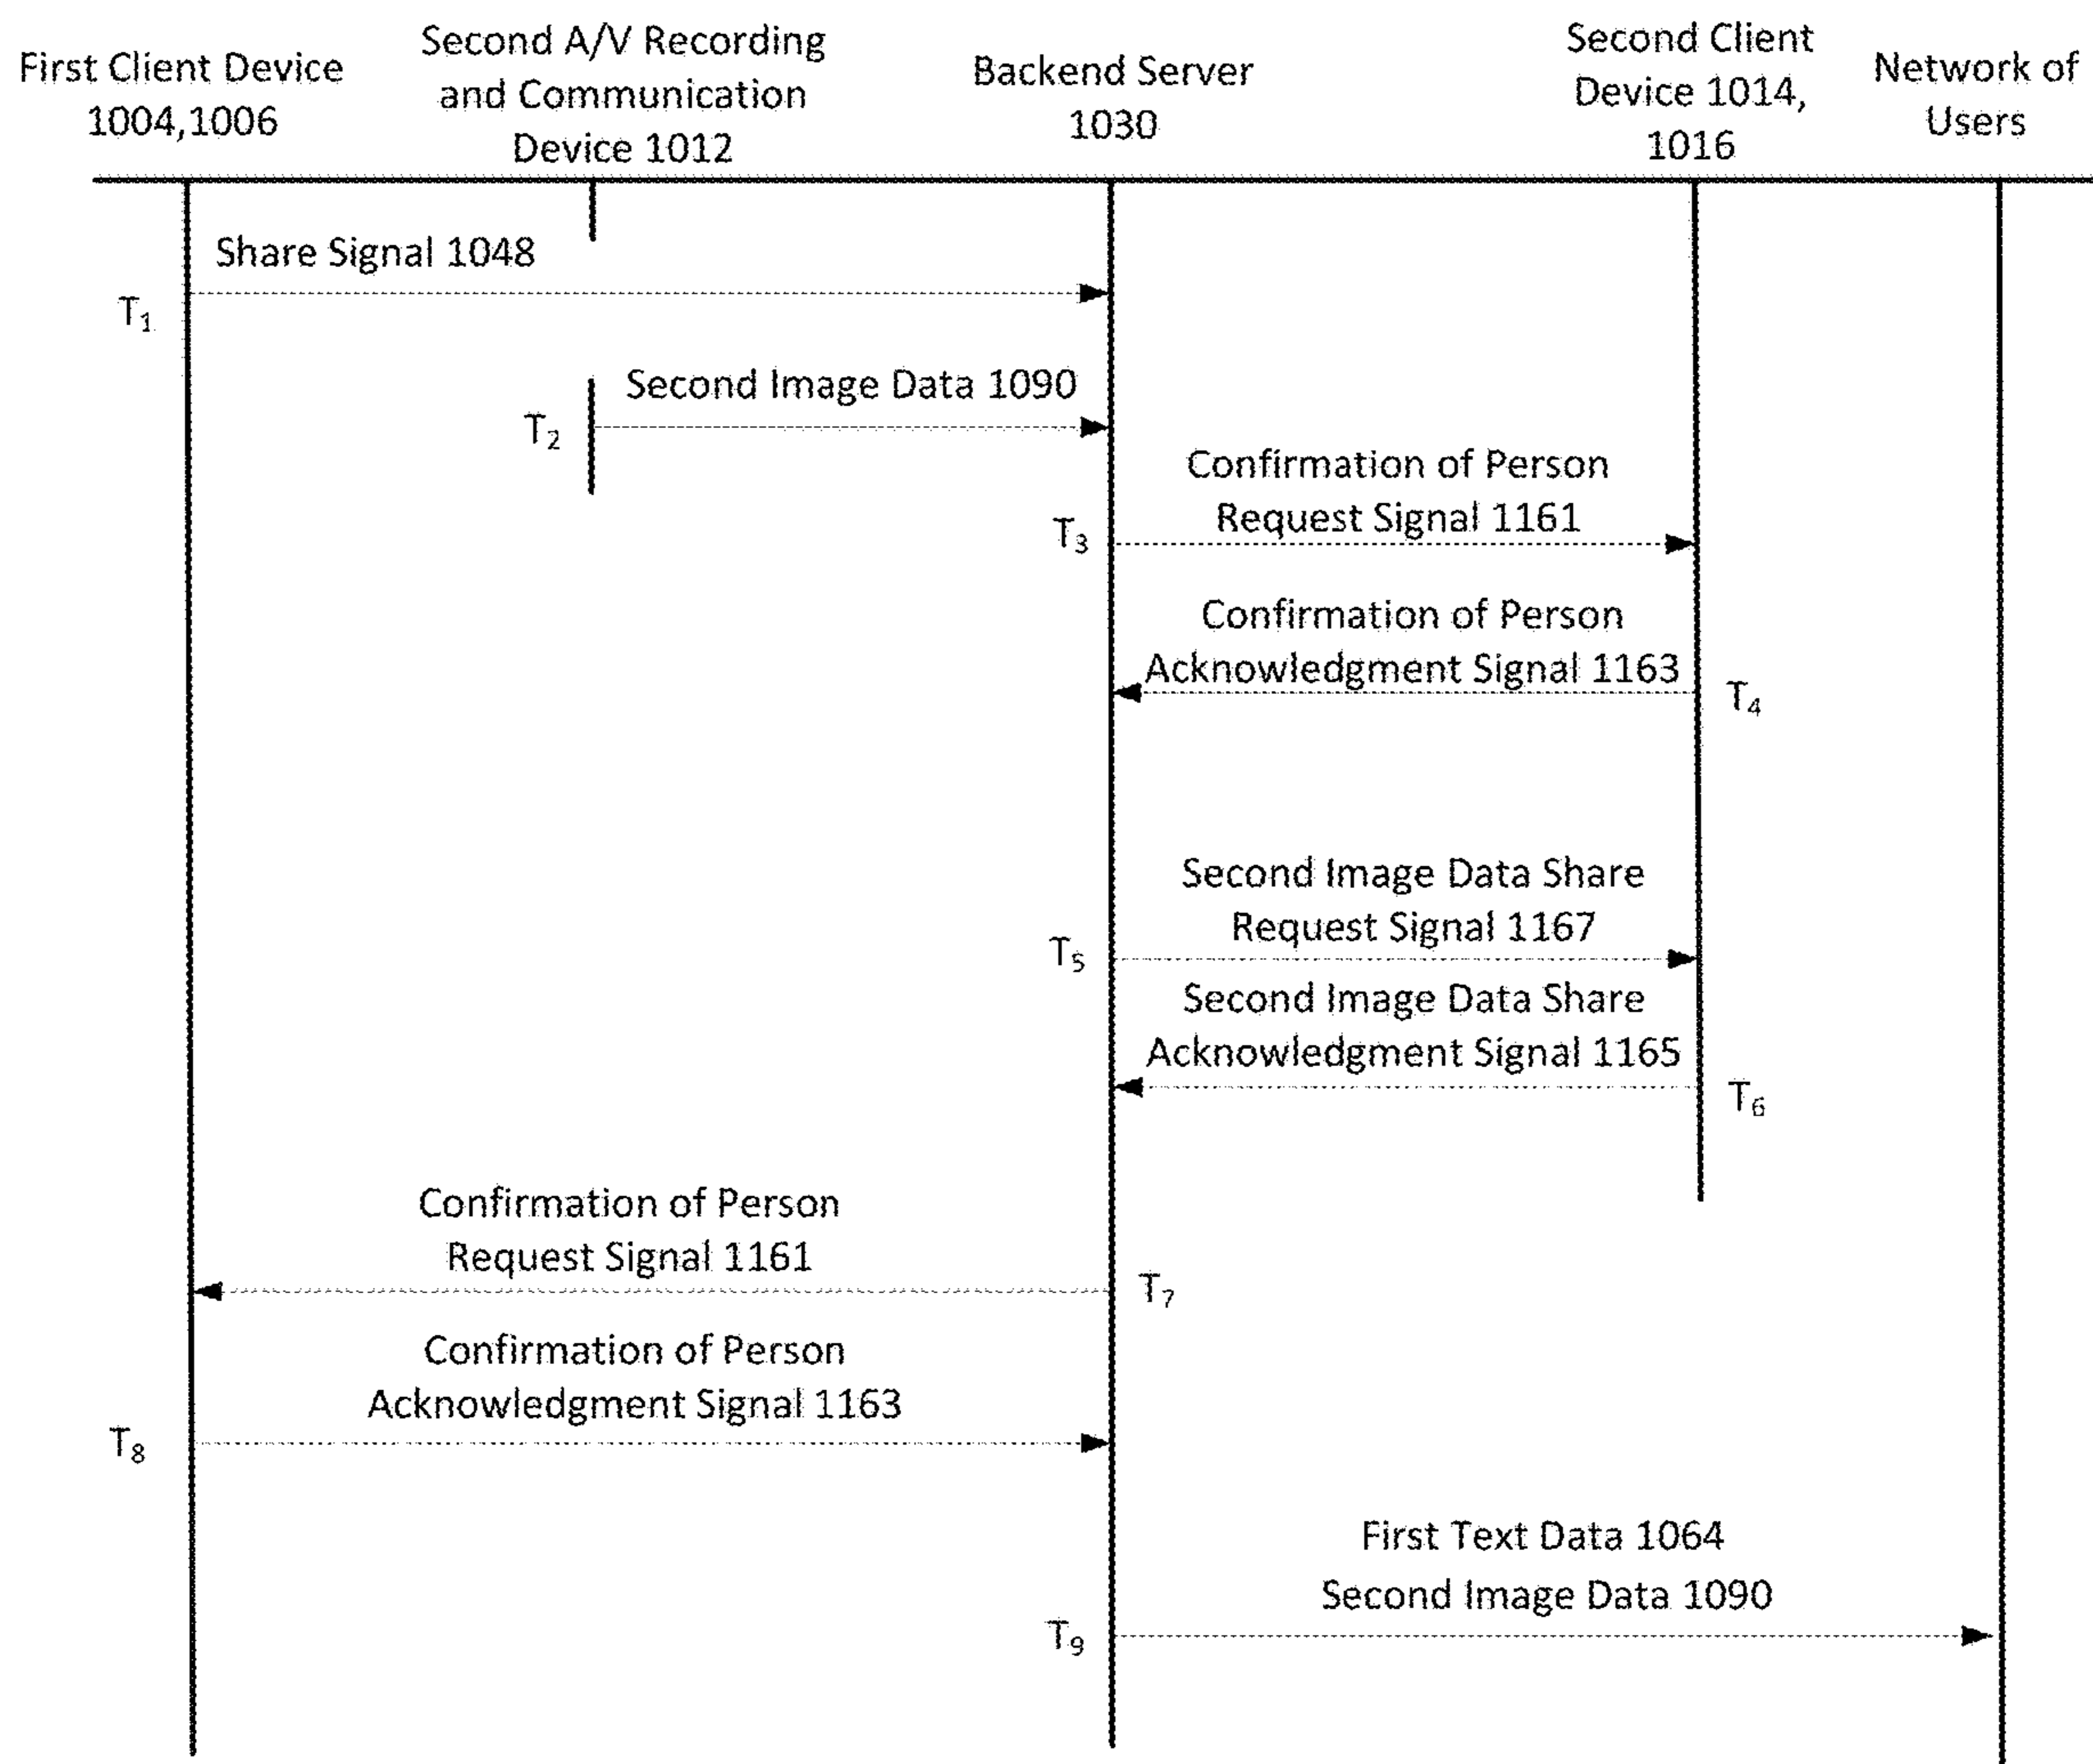 First Client Device
1004,1006
Second A/V Recording
and Communication
Device 1012
Backend Server
1030
Second Client
Device 1014,
1016
Network of
Users
Share Signal 1048
T1
Second Image Data 1090
T2
Confirmation of Person
Request Signal 1161
T3
Confirmation of Person
Acknowledgment Signal 1163
T4
Second Image Data Share
Request Signal 1167
T5
Second Image Data Share
Acknowledgment Signal 1165
T6
Confirmation of Person
Request Signal 1161
T7
Confirmation of Person
Acknowledgment Signal 1163
T8
First Text Data 1064
Second Image Data 1090
T9